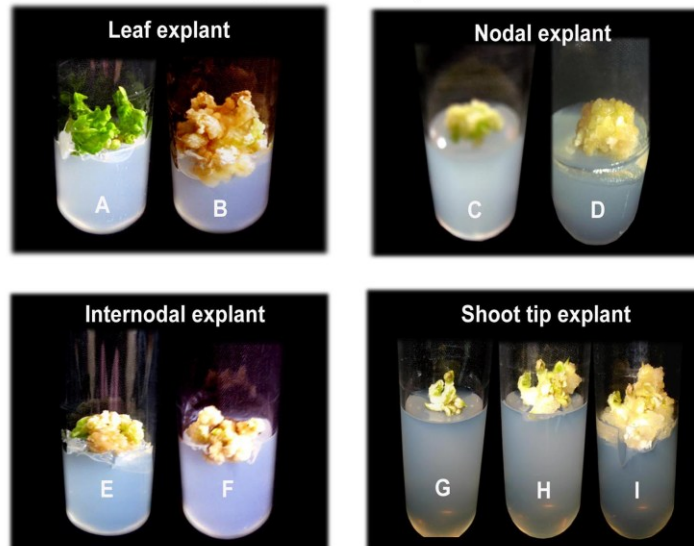 Leaf explant
A B
Nodal explant
C D
Internodal explant
E F
Shoot tip explant
G H I